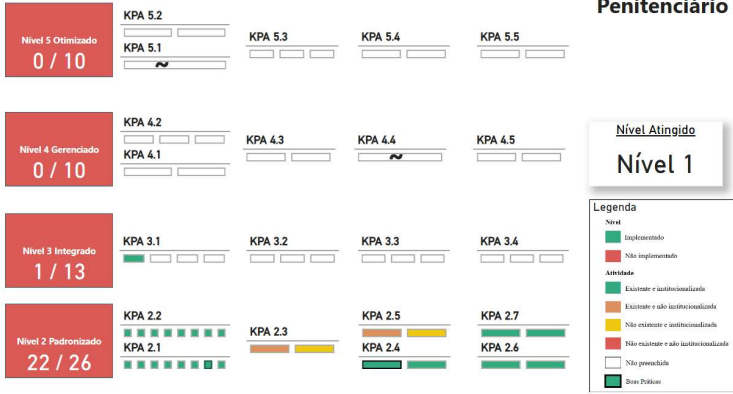 Penitenciário
KPA 5.2
Nível 5 Otimizado
0 / 10
KPA 5.1
~
KPA 5.3
KPA 5.4
KPA 5.5
KPA 4.2
Nível 4 Gerenciado
0 / 10
KPA 4.1
KPA 4.3
KPA 4.4
~
KPA 4.5
Nível Atingido
Nível 1
KPA 3.1
KPA 3.2
KPA 3.3
KPA 3.4
Nível 3 Integrado
1 / 13
KPA 2.2
Nível 2 Padronizado
22 / 26
KPA 2.1
KPA 2.3
KPA 2.5
KPA 2.4
KPA 2.7
KPA 2.6
Legenda
Nível
Implementado
Não implementado
Atividade
Existente e institucionalizada
Existente e não institucionalizada
Não existente e institucionalizada
Não existente e não institucionalizada
Não preenchida
Boas Práticas